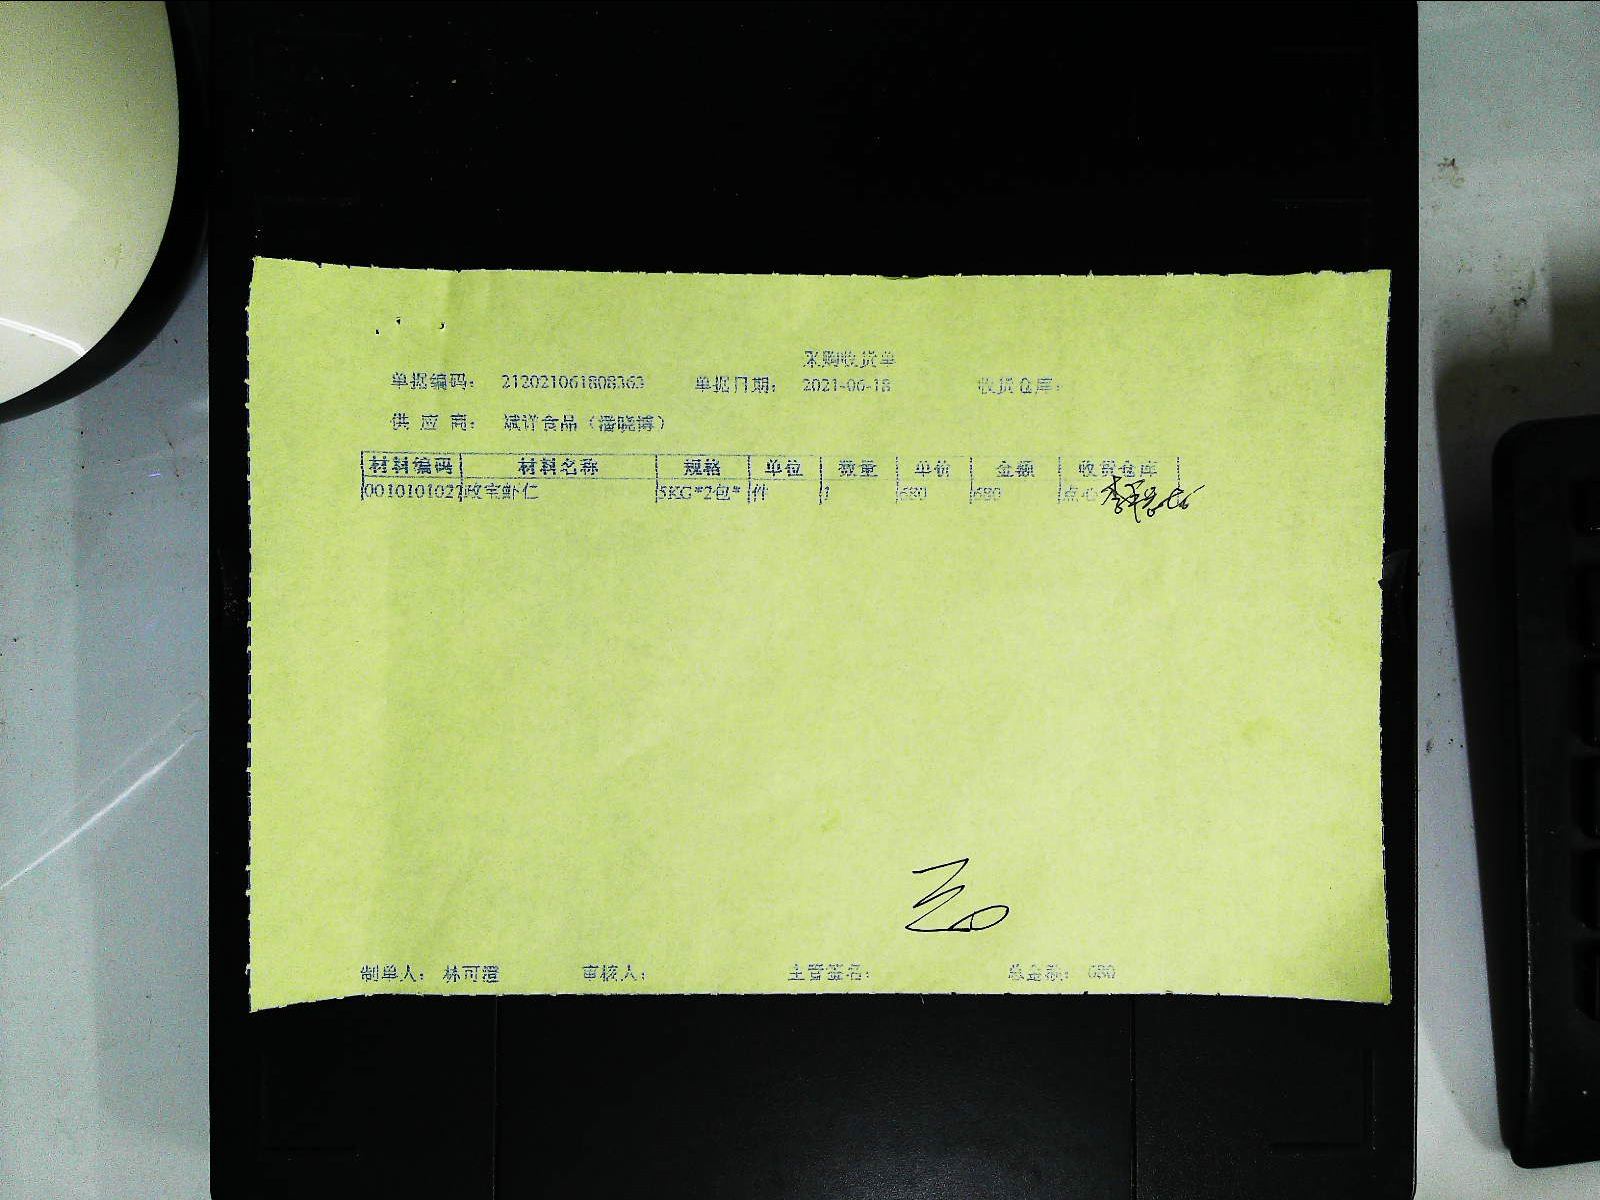 采购收货单
单据编码： 212021061808363 单据日期： 2021-06-18 收货仓库：
供 应 商： 斌洋食品（潘晓博）
材料编码 材料名称 规格 单位 数量 单价 金额 收货仓库
0010101027 政宝虾仁 5KG*2包* 件 1 680 680 点心
制单人： 林可澄 审核人： 主管签名： 总金额： 680